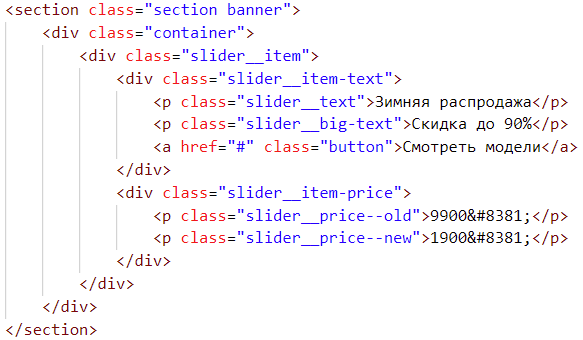 <section class="section banner">
<div class="container">
<div class="slider__item">
<div class="slider__item-text">
<p class="slider__text">Зимняя распродажа</p>
<p class="slider__big-text">Скидка до 90%</p>
<a href="#" class="button">Смотреть модели</a>
</div>
<div class="slider__item-price">
<p class="slider__price--old">9900&#8381;</p>
<p class="slider__price--new">1900&#8381;</p>
</div>
</div>
</div>
</section>